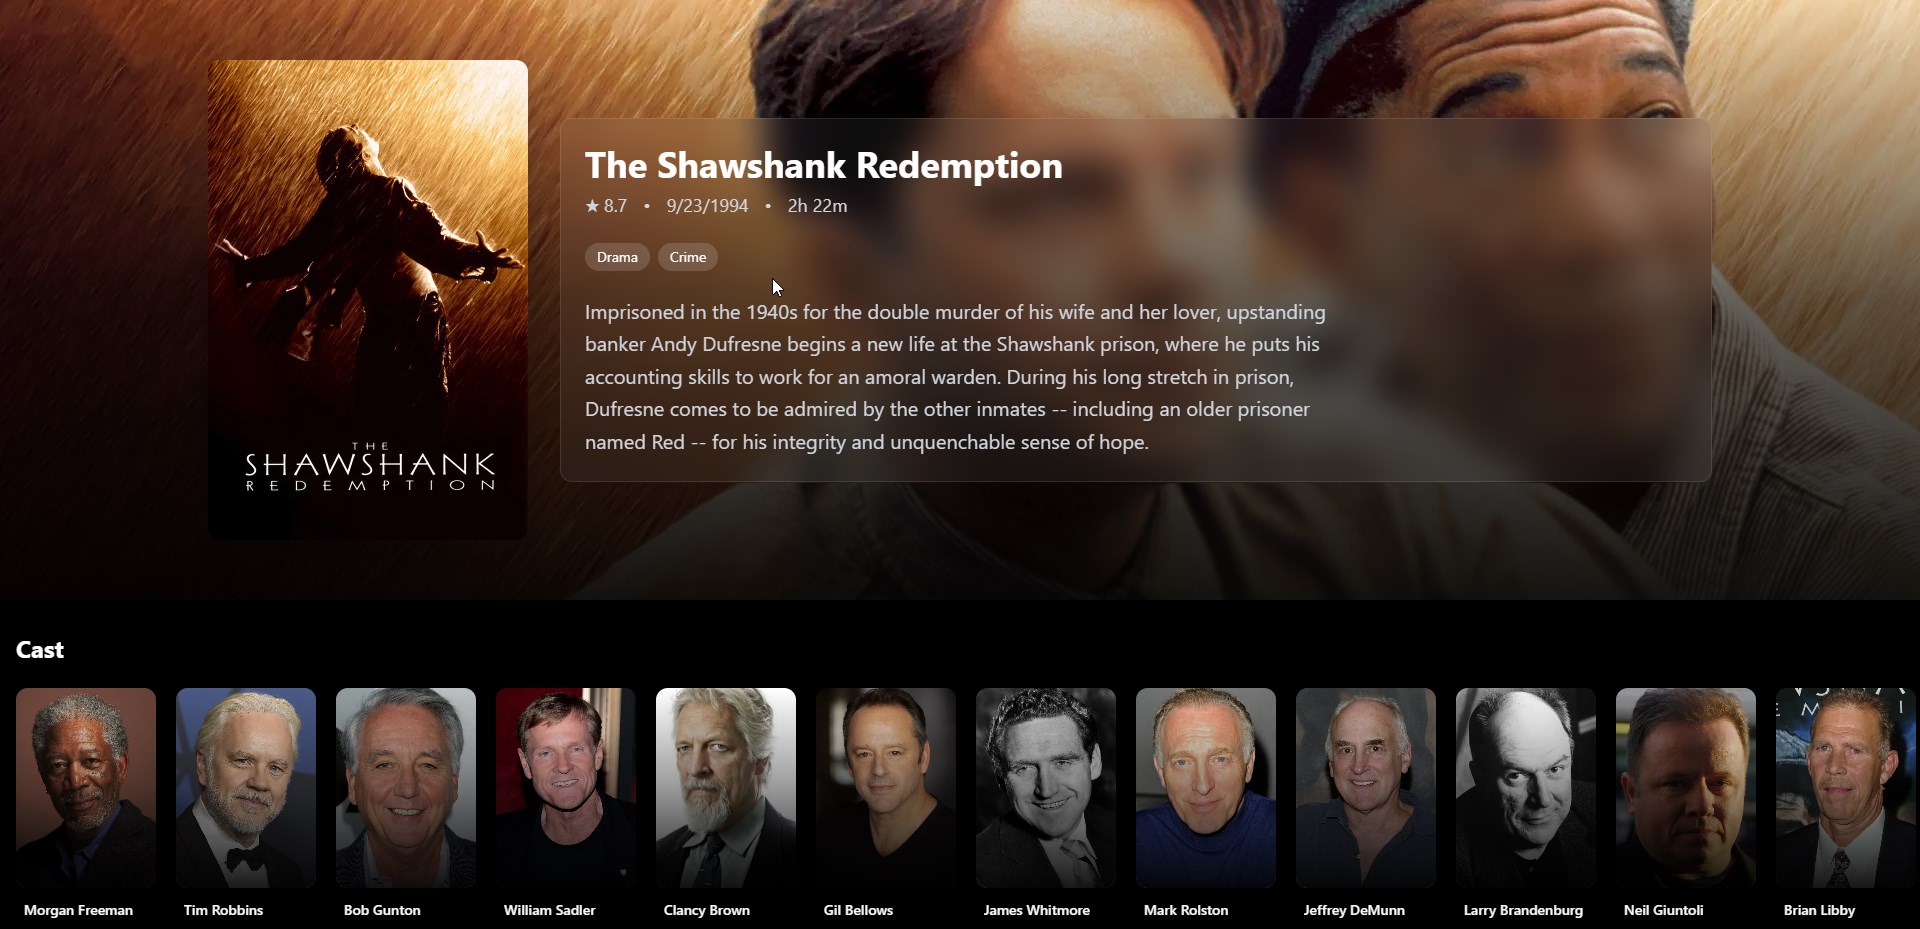 THE
SHAWSHANK
REDEMPTION
The Shawshank Redemption
★ 8.7 • 9/23/1994 • 2h 22m
Drama Crime
Imprisoned in the 1940s for the double murder of his wife and her lover, upstanding
banker Andy Dufresne begins a new life at the Shawshank prison, where he puts his
accounting skills to work for an amoral warden. During his long stretch in prison,
Dufresne comes to be admired by the other inmates -- including an older prisoner
named Red -- for his integrity and unquenchable sense of hope.
Cast
Morgan Freeman Tim Robbins Bob Gunton William Sadler Clancy Brown Gil Bellows James Whitmore Mark Rolston Jeffrey DeMunn Larry Brandenburg Neil Giuntoli Brian Libby